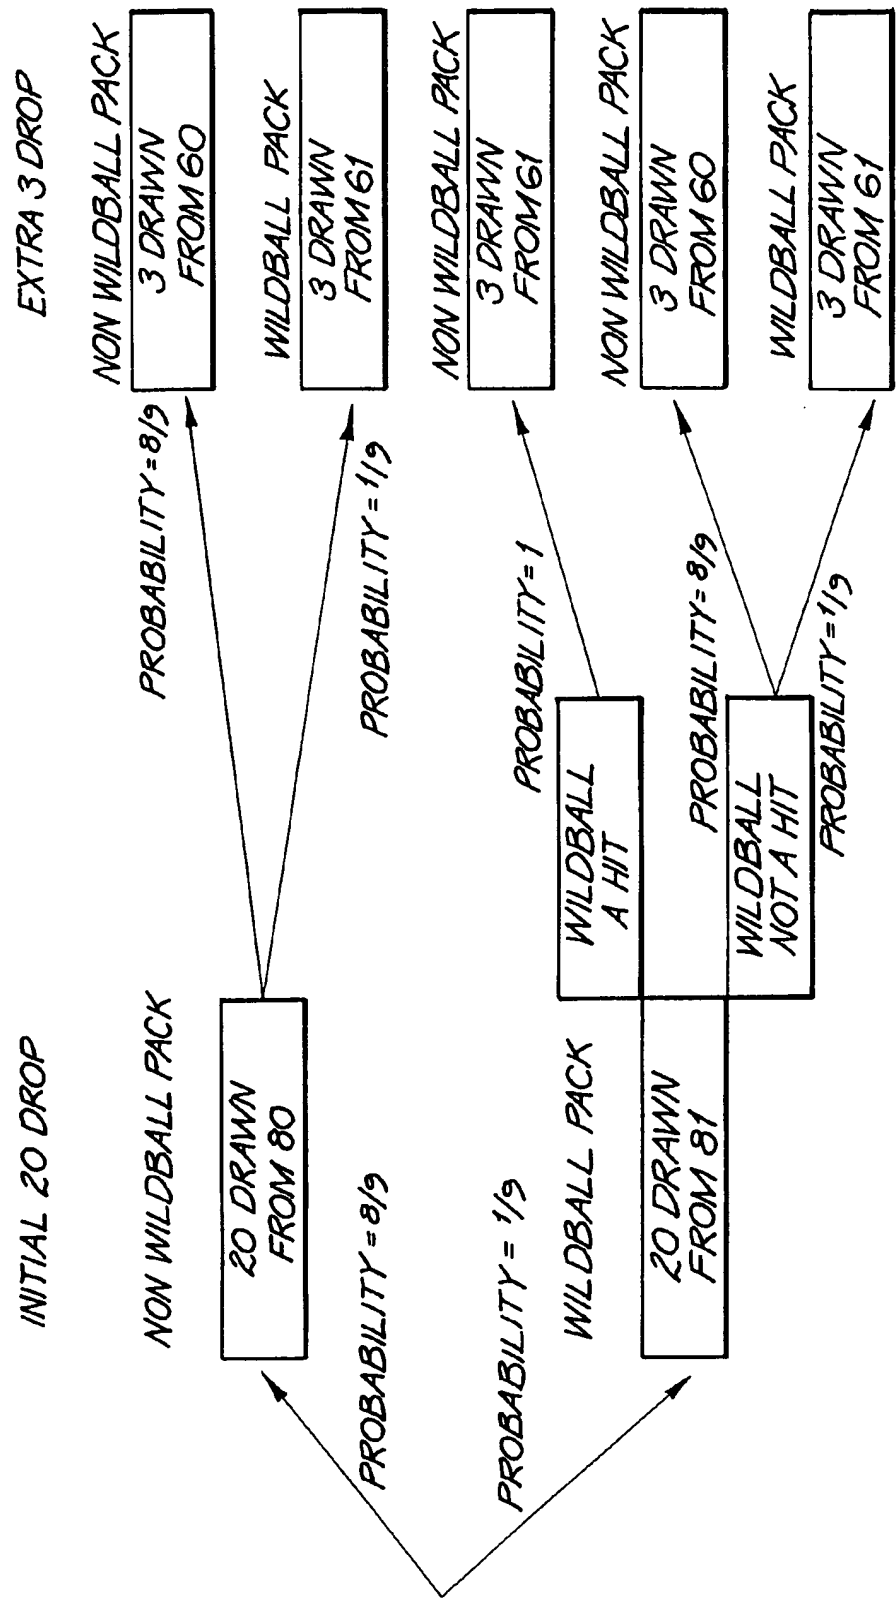 INITIAL 20 DROP
EXTRA 3 DROP
NON WILDBALL PACK
20 DRAWN
FROM 80
PROBABILITY=8/9
PROBABILITY=8/9
NON WILDBALL PACK
3 DRAWN
FROM 60
PROBABILITY=1/9
WILDBALL PACK
3 DRAWN
FROM 61
PROBABILITY=1/9
WILDBALL PACK
20 DRAWN
FROM 81
WILDBALL
A HIT
PROBABILITY=1
NON WILDBALL PACK
3 DRAWN
FROM 61
WILDBALL
NOT A HIT
PROBABILITY=8/9
NON WILDBALL PACK
3 DRAWN
FROM 60
PROBABILITY=1/9
WILDBALL PACK
3 DRAWN
FROM 61